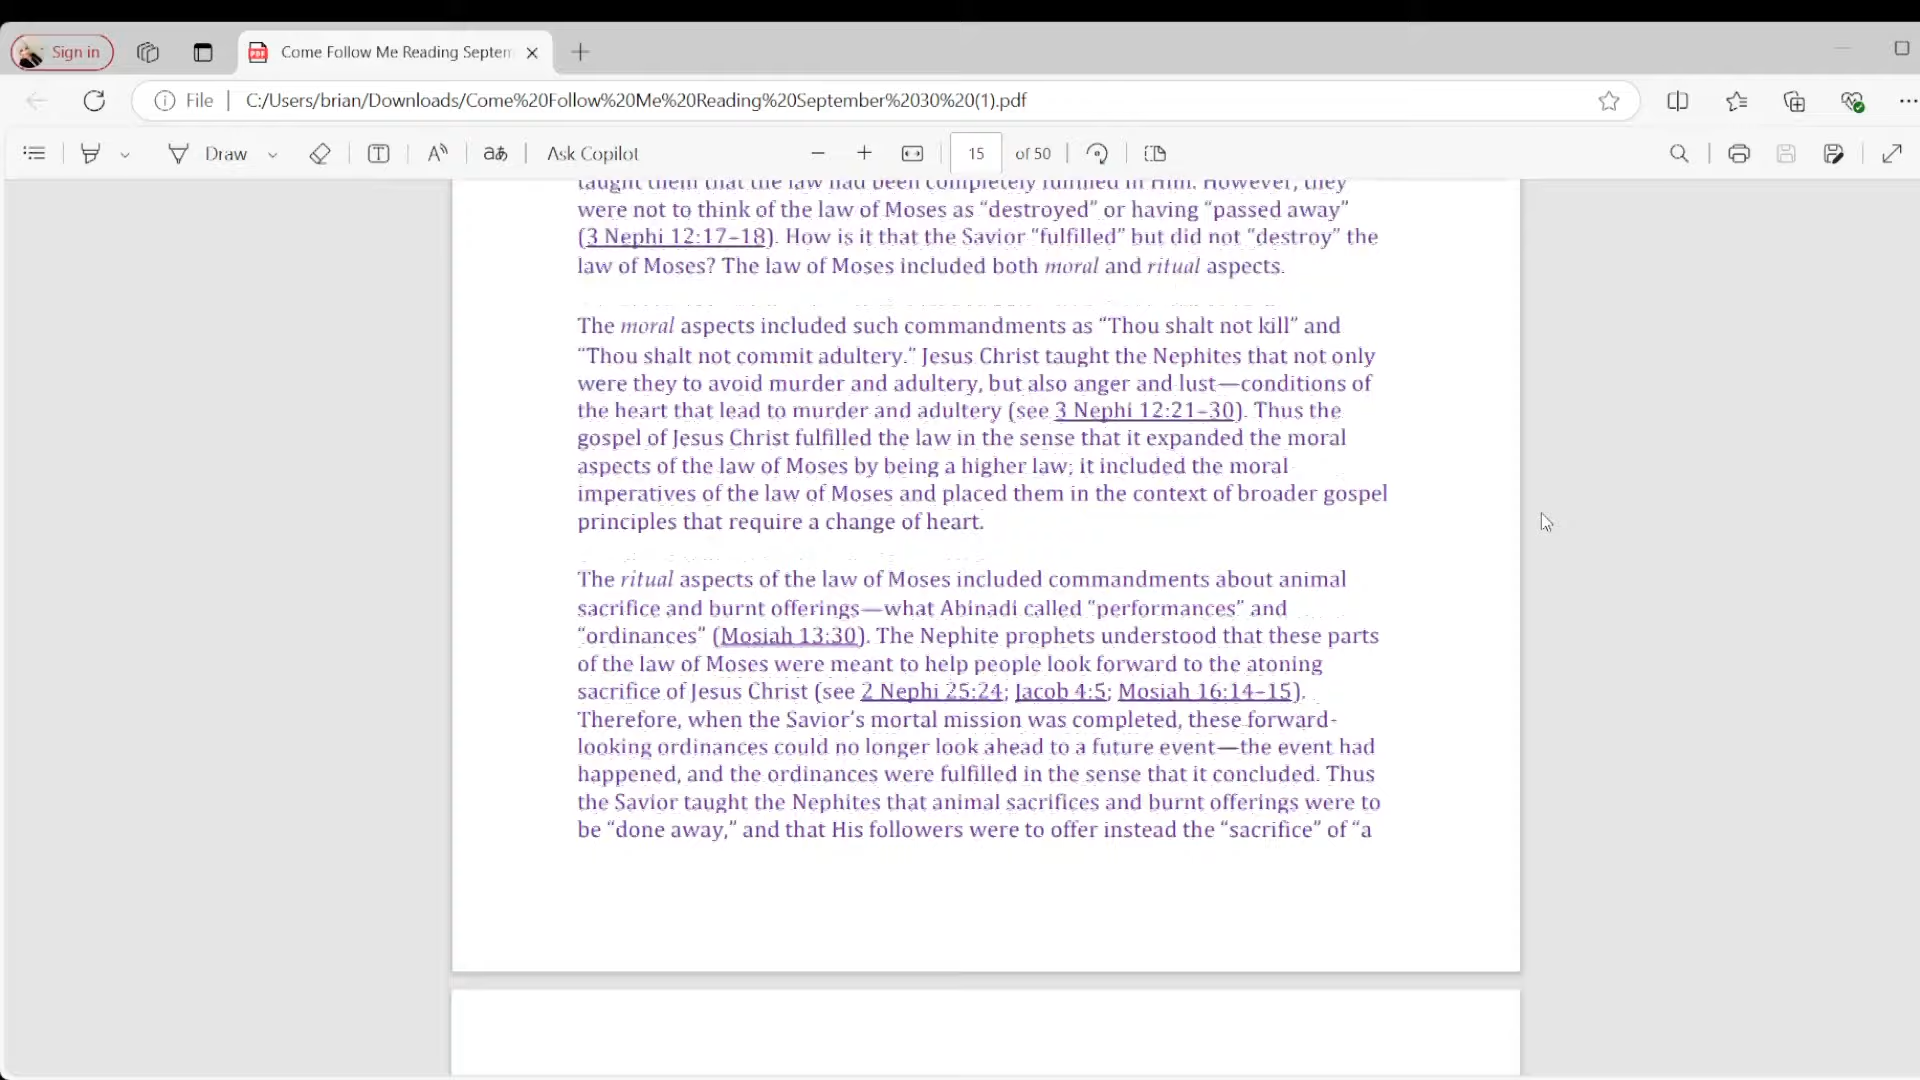 Sign in
Come Follow Me Reading Septem
File
C:/Users/brian/Downloads/Come%20Follow%20Me%20Reading%20September%2030%20(1).pdf
Draw
Ask Copilot
15
of 50
taught them that the law had been completely fulfilled in Him. However, they
were not to think of the law of Moses as “destroyed” or having “passed away”
(3 Nephi 12:17–18). How is it that the Savior “fulfilled” but did not “destroy” the
law of Moses? The law of Moses included both moral and ritual aspects.
The moral aspects included such commandments as “Thou shalt not kill” and
“Thou shalt not commit adultery.” Jesus Christ taught the Nephites that not only
were they to avoid murder and adultery, but also anger and lust—conditions of
the heart that lead to murder and adultery (see 3 Nephi 12:21–30). Thus the
gospel of Jesus Christ fulfilled the law in the sense that it expanded the moral
aspects of the law of Moses by being a higher law; it included the moral
imperatives of the law of Moses and placed them in the context of broader gospel
principles that require a change of heart.
The ritual aspects of the law of Moses included commandments about animal
sacrifice and burnt offerings—what Abinadi called “performances” and
“ordinances” (Mosiah 13:30). The Nephite prophets understood that these parts
of the law of Moses were meant to help people look forward to the atoning
sacrifice of Jesus Christ (see 2 Nephi 25:24; Jacob 4:5; Mosiah 16:14–15).
Therefore, when the Savior’s mortal mission was completed, these forward-
looking ordinances could no longer look ahead to a future event—the event had
happened, and the ordinances were fulfilled in the sense that it concluded. Thus
the Savior taught the Nephites that animal sacrifices and burnt offerings were to
be “done away,” and that His followers were to offer instead the “sacrifice” of “a